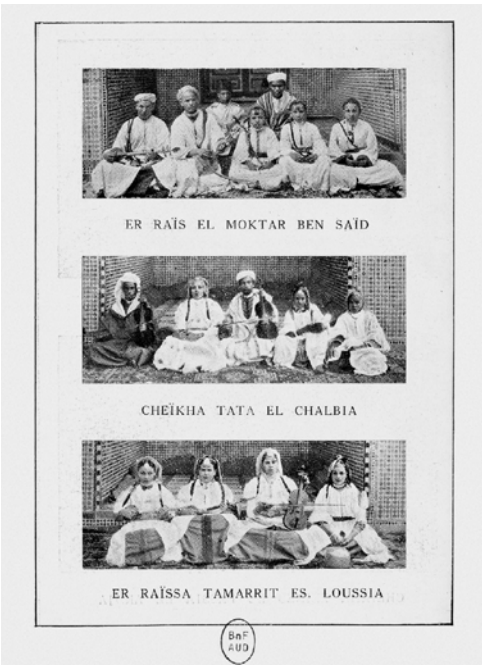 ER RAÏS EL MOKTAR BEN SAÏD
CHEÏKHA TATA EL CHALBIA
ER RAÏSSA TAMARRIT ES. LOUSSIA
BnF
AUD